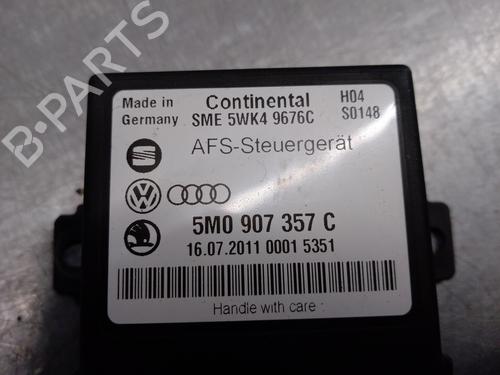 B-PARTS
Made in
Germany
Continental
SME 5WK4 9676C
H04
S0148
AFS-Steuergerät
5M0 907 357 C
16.07.2011 0001 5351
Handle with care